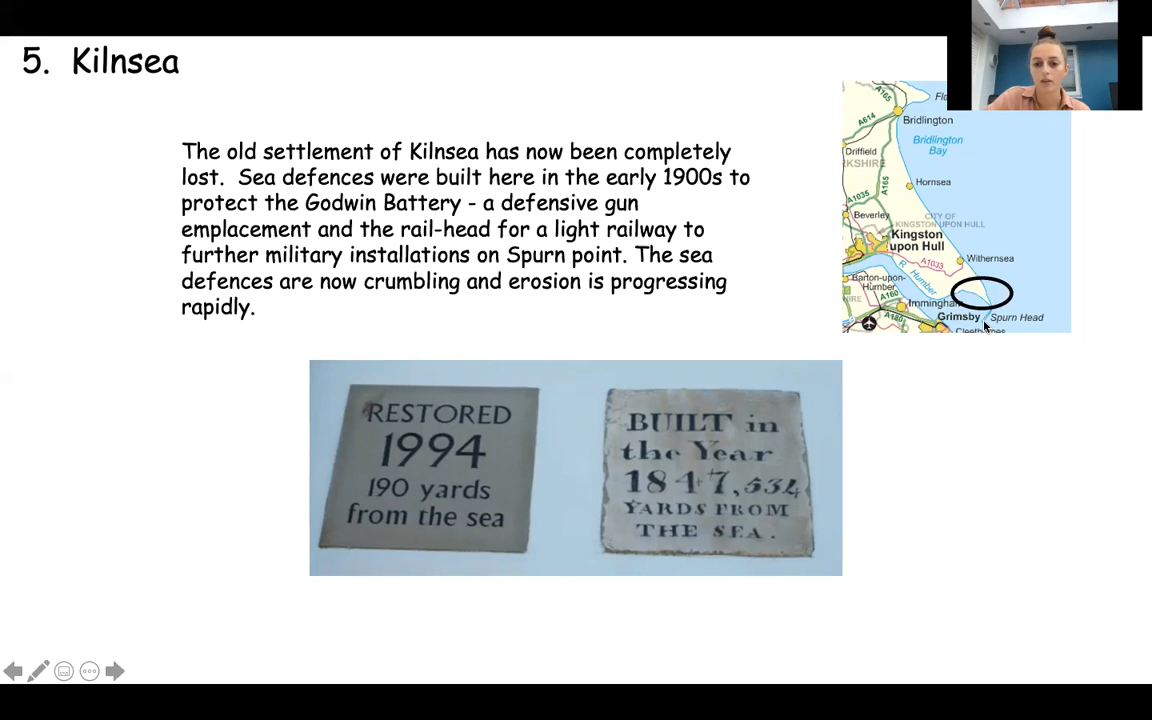 5. Kilnsea
The old settlement of Kilnsea has now been completely
lost. Sea defences were built here in the early 1900s to
protect the Godwin Battery - a defensive gun
emplacement and the rail-head for a light railway to
further military installations on Spurn point. The sea
defences are now crumbling and erosion is progressing
rapidly.
A165
Fl
A614
Bridlington
Bridlington
Bay
Driffield
RKSHIRE
A165
Hornsea
A1035
Beverley
CITY OF
KINGSTON UPON HULL
Kingston
upon Hull
Withernsea
A1033
R Humber
Barton-upon-
Humber
HIRE
A160
Immingham
A180
Grimsby
Spurn Head
RESTORED
1994
190 yards
from the sea
BUILT in
the Year
1847,534
YARDS FROM
THE SEA.